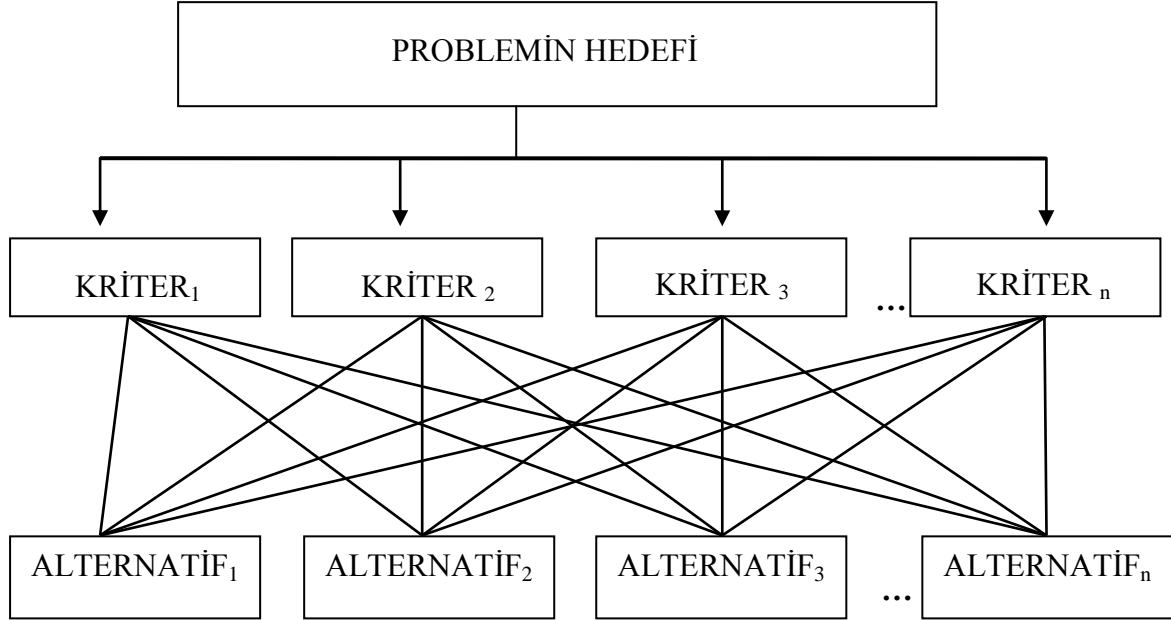 PROBLEMİN HEDEFİ
KRİTER₁ KRİTER ₂ KRİTER ₃ ... KRİTER ₙ
ALTERNATİF₁ ALTERNATİF₂ ALTERNATİF₃ ... ALTERNATİFₙ